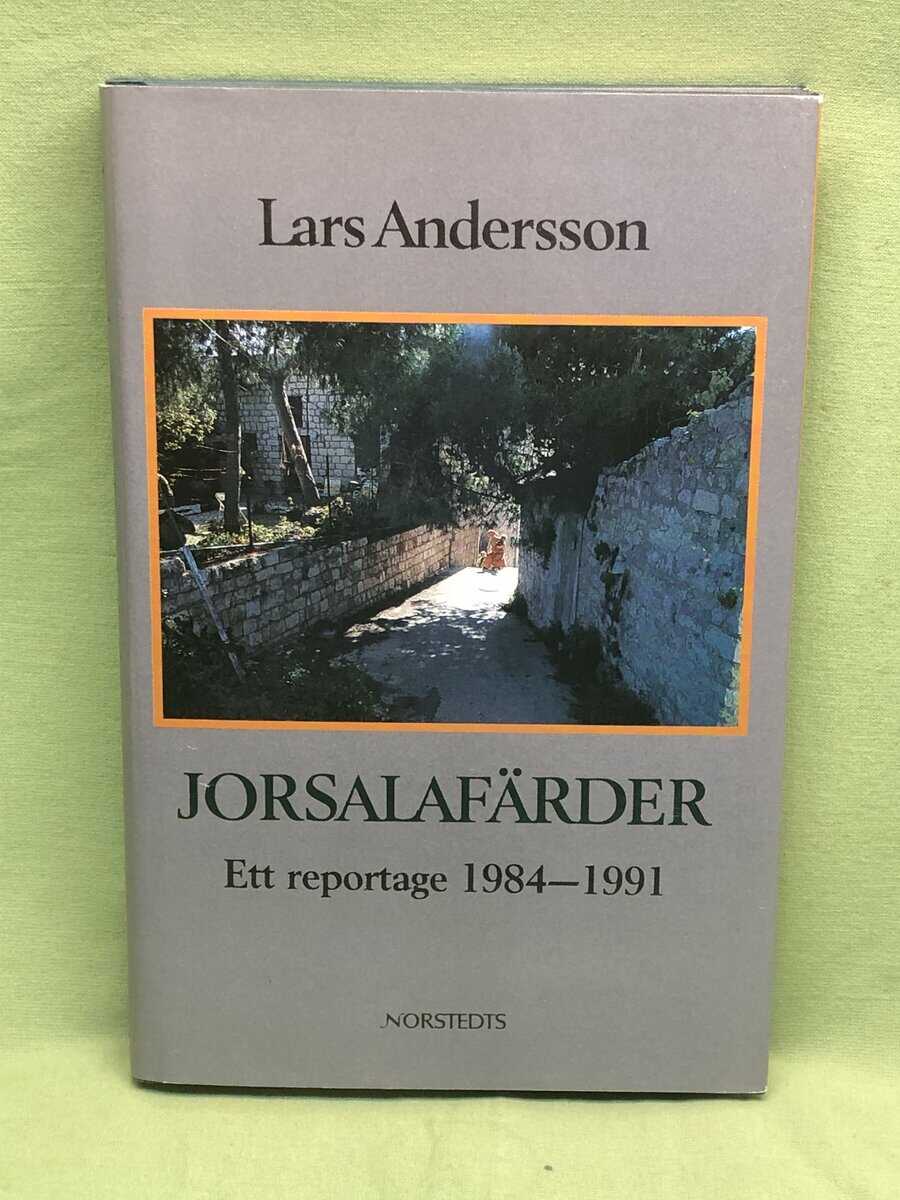 Lars Andersson
JORSALAFÄRDER
Ett reportage 1984–1991
NORSTEDTS